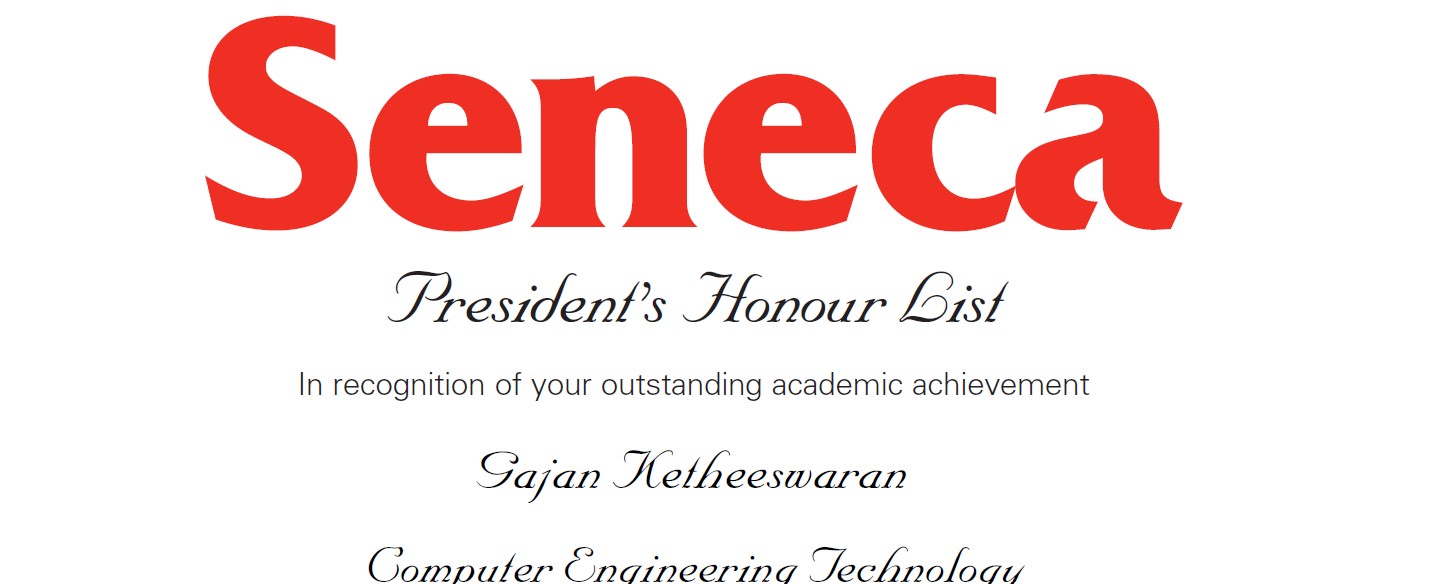 Seneca
President's Honour List
In recognition of your outstanding academic achievement
Gajan Ketheeswaran
Computer Engineering Technology